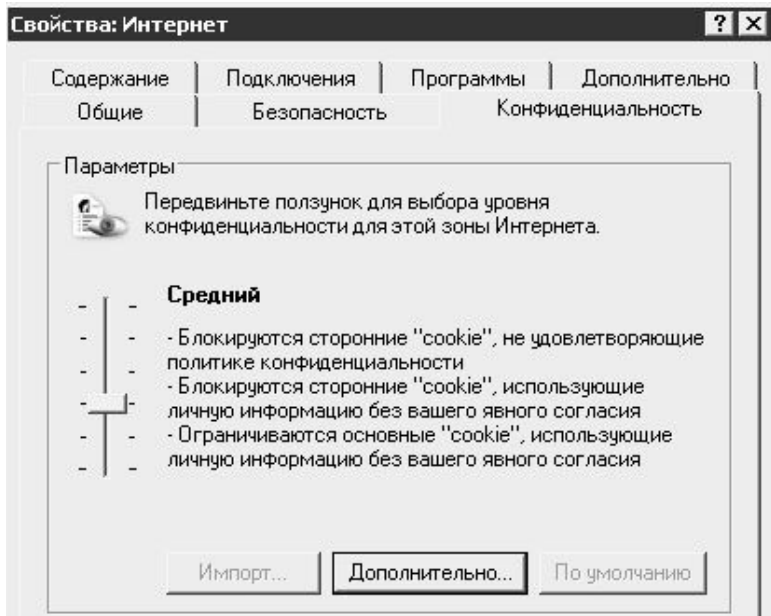 Свойства: Интернет
Содержание Подключения Программы Дополнительно
Общие Безопасность Конфиденциальность
Параметры
Передвиньте ползунок для выбора уровня
конфиденциальности для этой зоны Интернета.
Средний
- Блокируются сторонние "cookie", не удовлетворяющие
политике конфиденциальности
- Блокируются сторонние "cookie", использующие
личную информацию без вашего явного согласия
- Ограничиваются основные "cookie", использующие
личную информацию без вашего явного согласия
Импорт... Дополнительно... По умолчанию